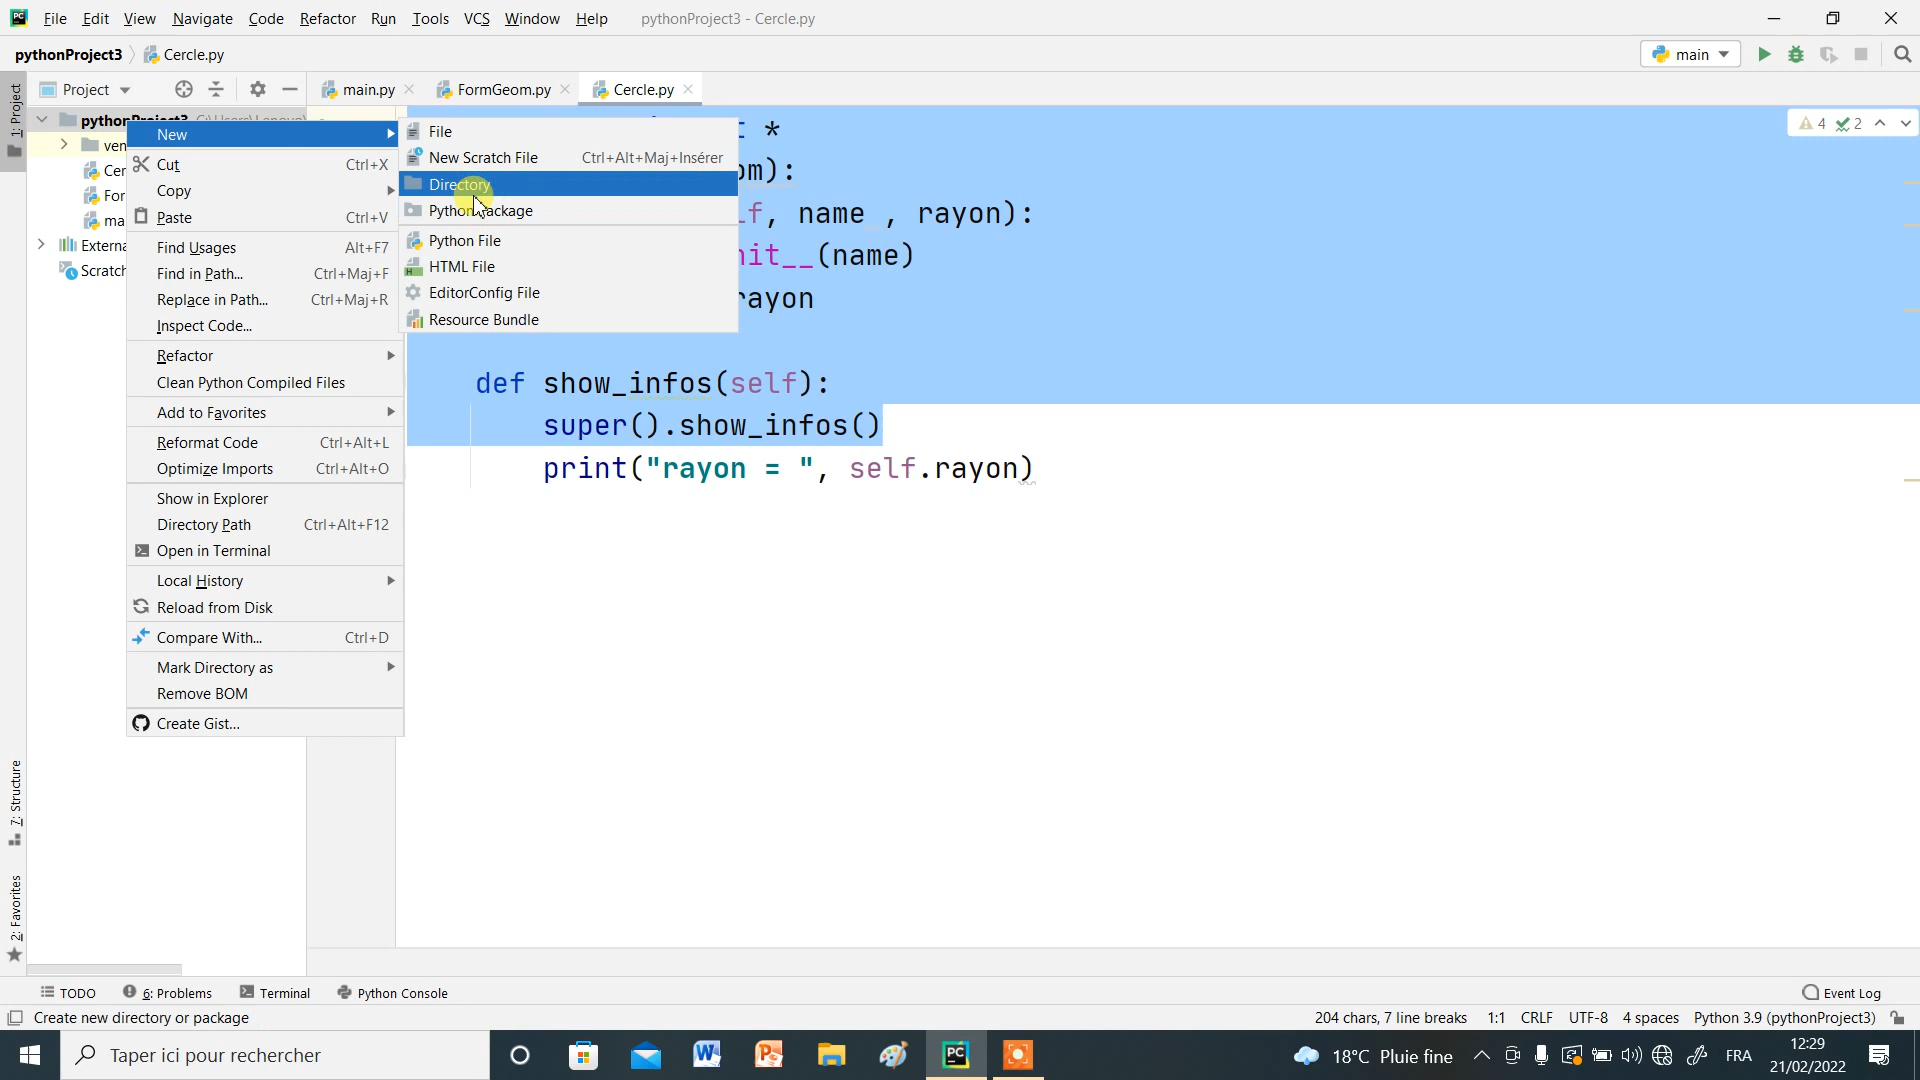 File Edit View Navigate Code Refactor Run Tools VCS Window Help pythonProject3 - Cercle.py
pythonProject3 Cercle.py main
Project main.py FormGeom.py Cercle.py
1: Project
pythonProject3
New
File
4 2
*
ven
Cut Ctrl+X
New Scratch File Ctrl+Alt+Maj+Insérer
om):
Cer
Copy
Directory
For
Paste Ctrl+V
Python Package
lf, name , rayon):
ma
Externa
Find Usages Alt+F7
Python File
nit__(name)
Scratch
Find in Path... Ctrl+Maj+F
HTML File
Replace in Path... Ctrl+Maj+R
EditorConfig File
rayon
Inspect Code...
Resource Bundle
Refactor
Clean Python Compiled Files
def show_infos(self):
Add to Favorites
super().show_infos()
Reformat Code Ctrl+Alt+L
Optimize Imports Ctrl+Alt+O
print("rayon = ", self.rayon)
Show in Explorer
Directory Path Ctrl+Alt+F12
Open in Terminal
Local History
Reload from Disk
Compare With... Ctrl+D
Mark Directory as
Remove BOM
Create Gist...
7: Structure
2: Favorites
TODO 6: Problems Terminal Python Console Event Log
Create new directory or package 204 chars, 7 line breaks 1:1 CRLF UTF-8 4 spaces Python 3.9 (pythonProject3)
Taper ici pour rechercher 18°C Pluie fine FRA 12:29
21/02/2022